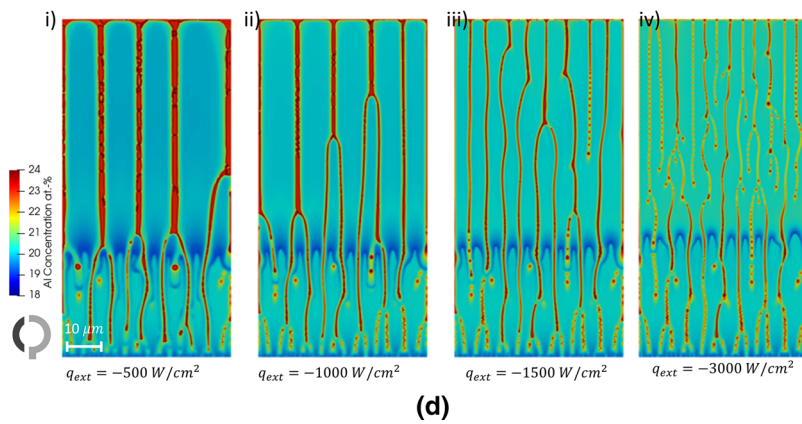 i) ii) iii) iv)
Al Concentration at.-%
24
23
22
21
20
19
18
10 μm
q_ext = −500 W/cm² q_ext = −1000 W/cm² q_ext = −1500 W/cm² q_ext = −3000 W/cm²
(d)